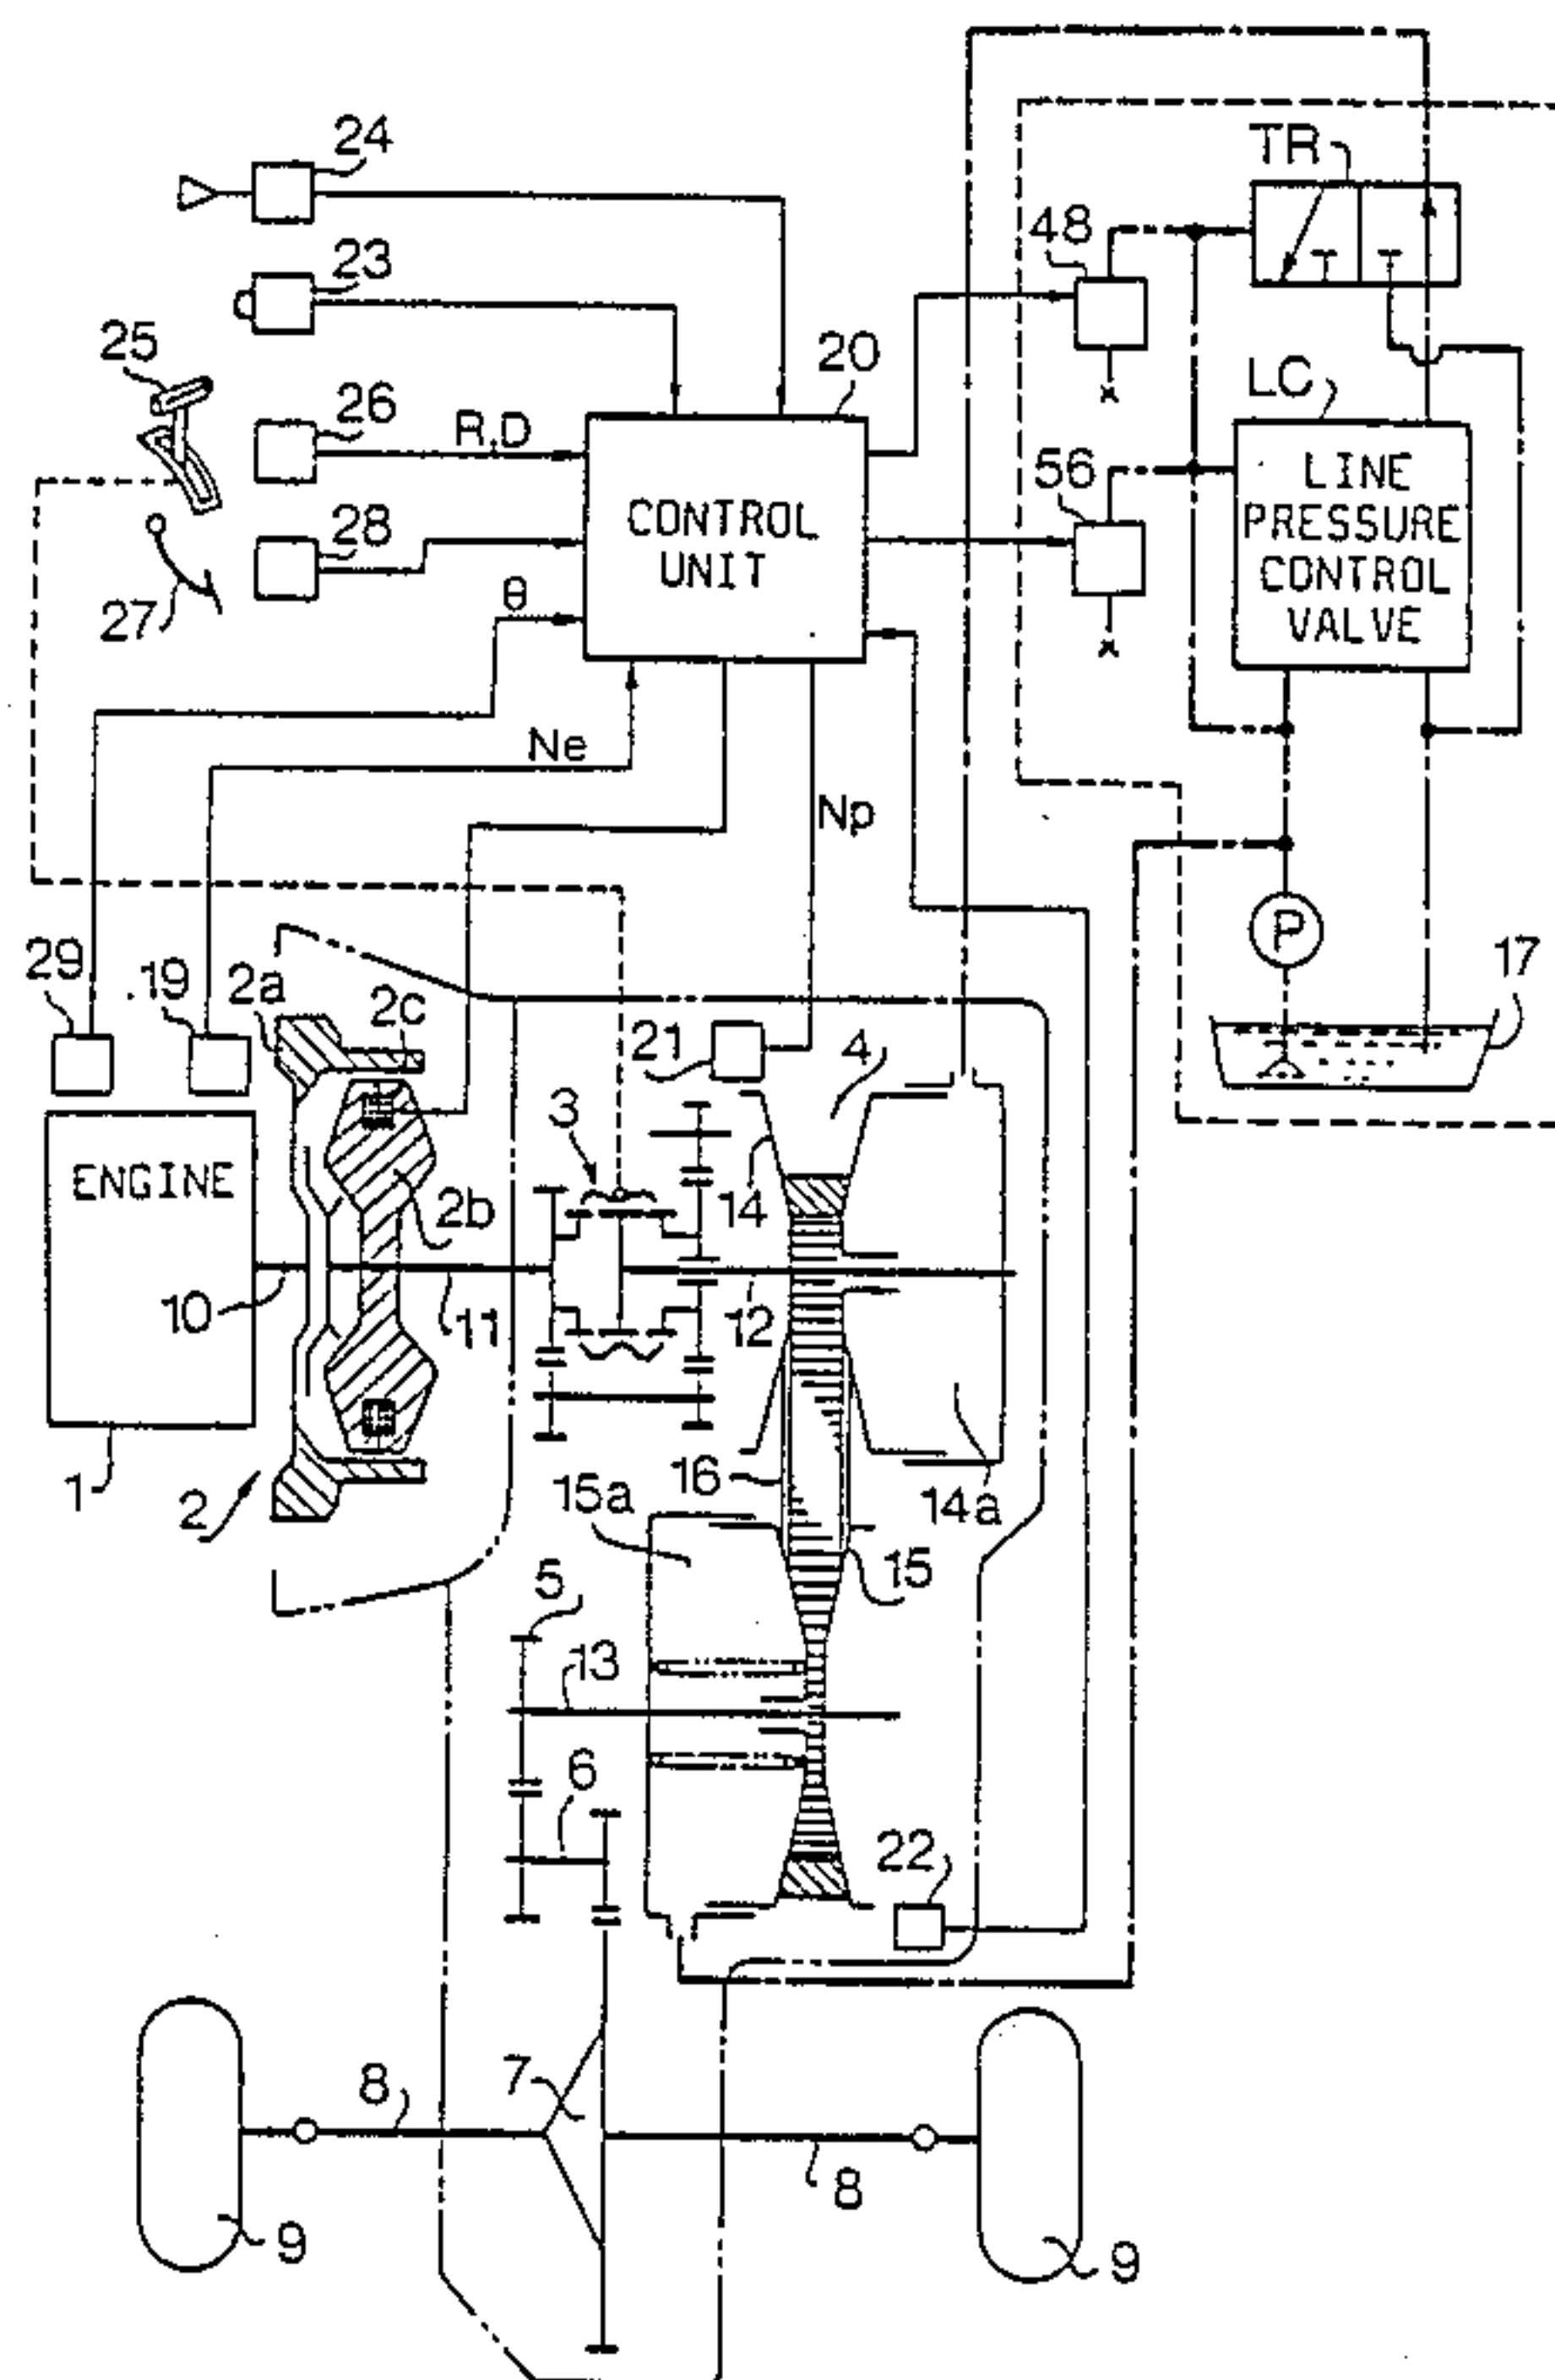 24
TR
48
23
25
20
LC
26
R.D
LINE
PRESSURE
CONTROL
VALVE
56
CONTROL
UNIT
28
27
θ
Ne
Np
P
17
29
19
2a
2c
21
4
3
ENGINE
14
2b
10
11
12
1
2
16
15a
14a
15
5
13
6
22
7
8
8
9
9
x
x